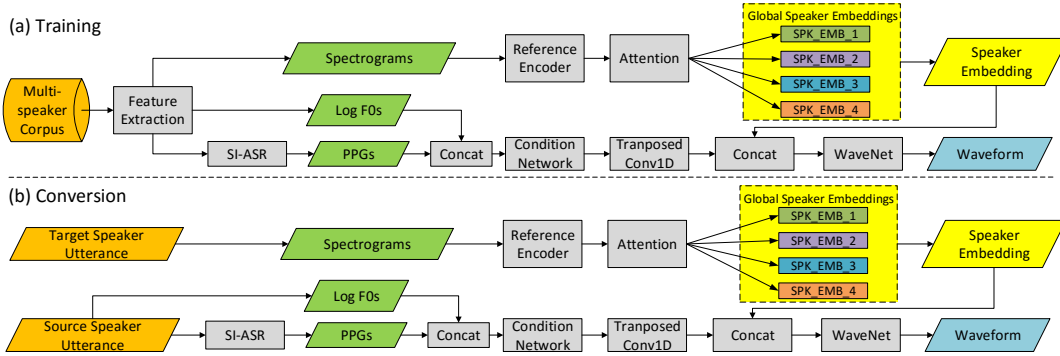 (a) Training
Global Speaker Embeddings
SPK_EMB_1
SPK_EMB_2
SPK_EMB_3
SPK_EMB_4
Spectrograms
Reference
Encoder
Attention
Speaker
Embedding
Multi-
speaker
Corpus
Feature
Extraction
Log F0s
SI-ASR
PPGs
Concat
Condition
Network
Tranposed
Conv1D
Concat
WaveNet
Waveform
(b) Conversion
Global Speaker Embeddings
SPK_EMB_1
SPK_EMB_2
SPK_EMB_3
SPK_EMB_4
Target Speaker
Utterance
Spectrograms
Reference
Encoder
Attention
Speaker
Embedding
Log F0s
Source Speaker
Utterance
SI-ASR
PPGs
Concat
Condition
Network
Tranposed
Conv1D
Concat
WaveNet
Waveform